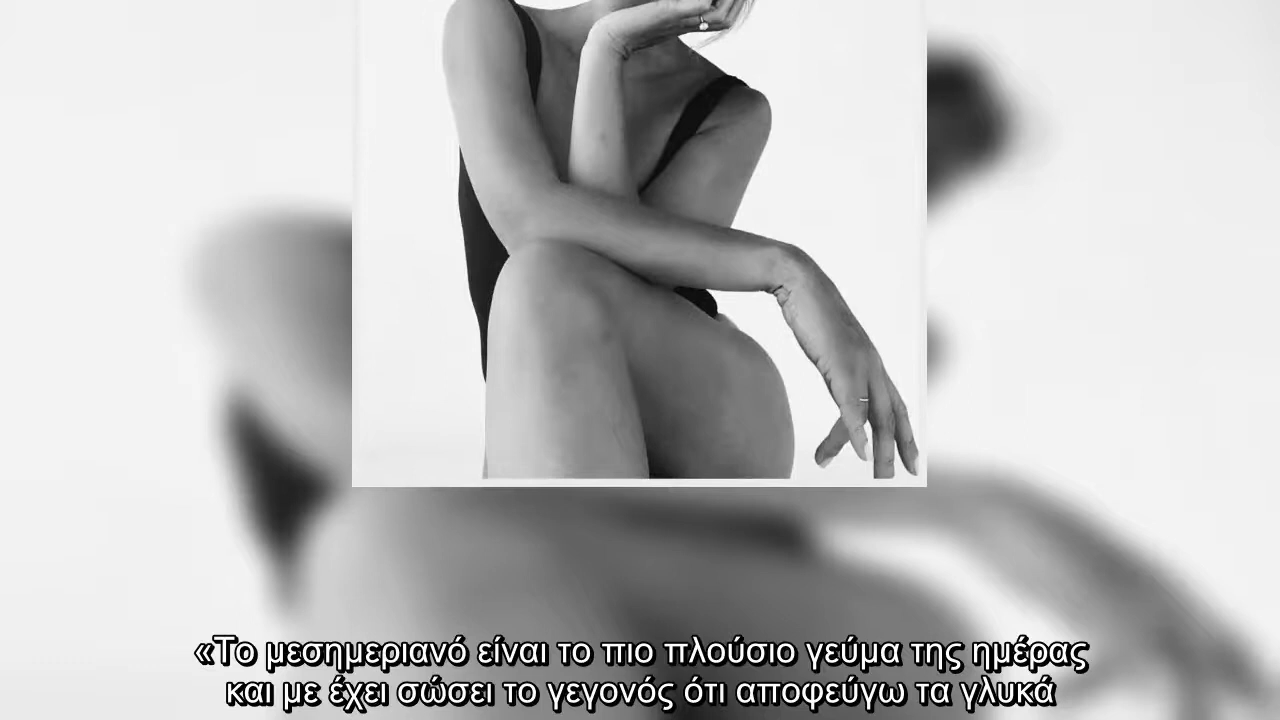 «Το μεσημεριανό είναι το πιο πλούσιο γεύμα της ημέρας
και με έχει σώσει το γεγονός ότι αποφεύγω τα γλυκά